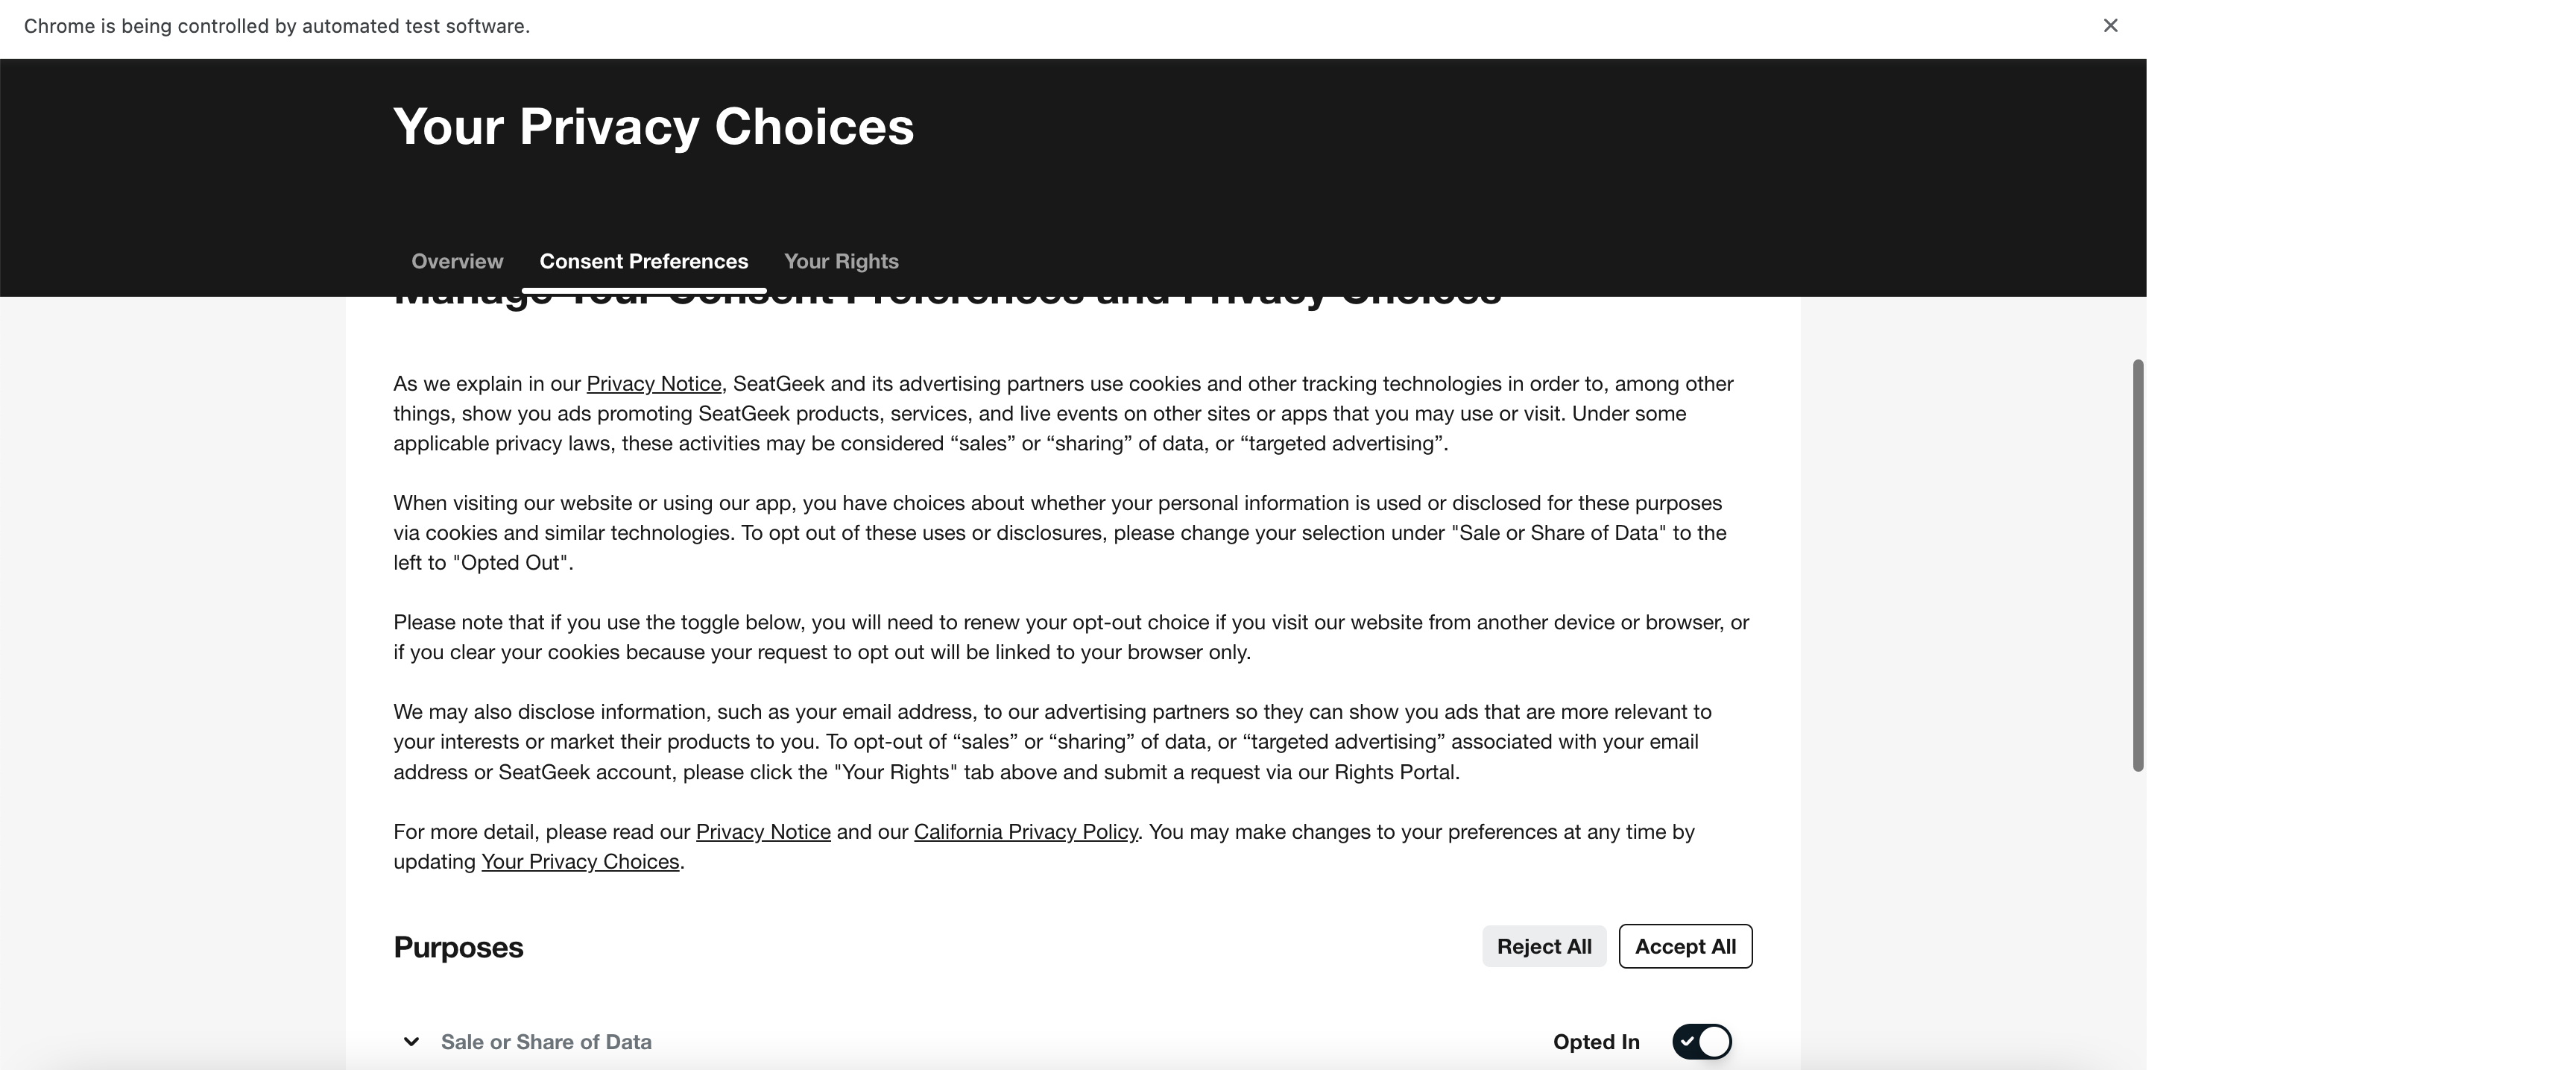 Chrome is being controlled by automated test software.
Your Privacy Choices
Overview Consent Preferences Your Rights
Manage Your Consent Preferences and Privacy Choices
As we explain in our Privacy Notice, SeatGeek and its advertising partners use cookies and other tracking technologies in order to, among other
things, show you ads promoting SeatGeek products, services, and live events on other sites or apps that you may use or visit. Under some
applicable privacy laws, these activities may be considered “sales” or “sharing” of data, or “targeted advertising”.
When visiting our website or using our app, you have choices about whether your personal information is used or disclosed for these purposes
via cookies and similar technologies. To opt out of these uses or disclosures, please change your selection under "Sale or Share of Data" to the
left to "Opted Out".
Please note that if you use the toggle below, you will need to renew your opt-out choice if you visit our website from another device or browser, or
if you clear your cookies because your request to opt out will be linked to your browser only.
We may also disclose information, such as your email address, to our advertising partners so they can show you ads that are more relevant to
your interests or market their products to you. To opt-out of “sales” or “sharing” of data, or “targeted advertising” associated with your email
address or SeatGeek account, please click the "Your Rights" tab above and submit a request via our Rights Portal.
For more detail, please read our Privacy Notice and our California Privacy Policy. You may make changes to your preferences at any time by
updating Your Privacy Choices.
Purposes Reject All Accept All
Sale or Share of Data Opted In